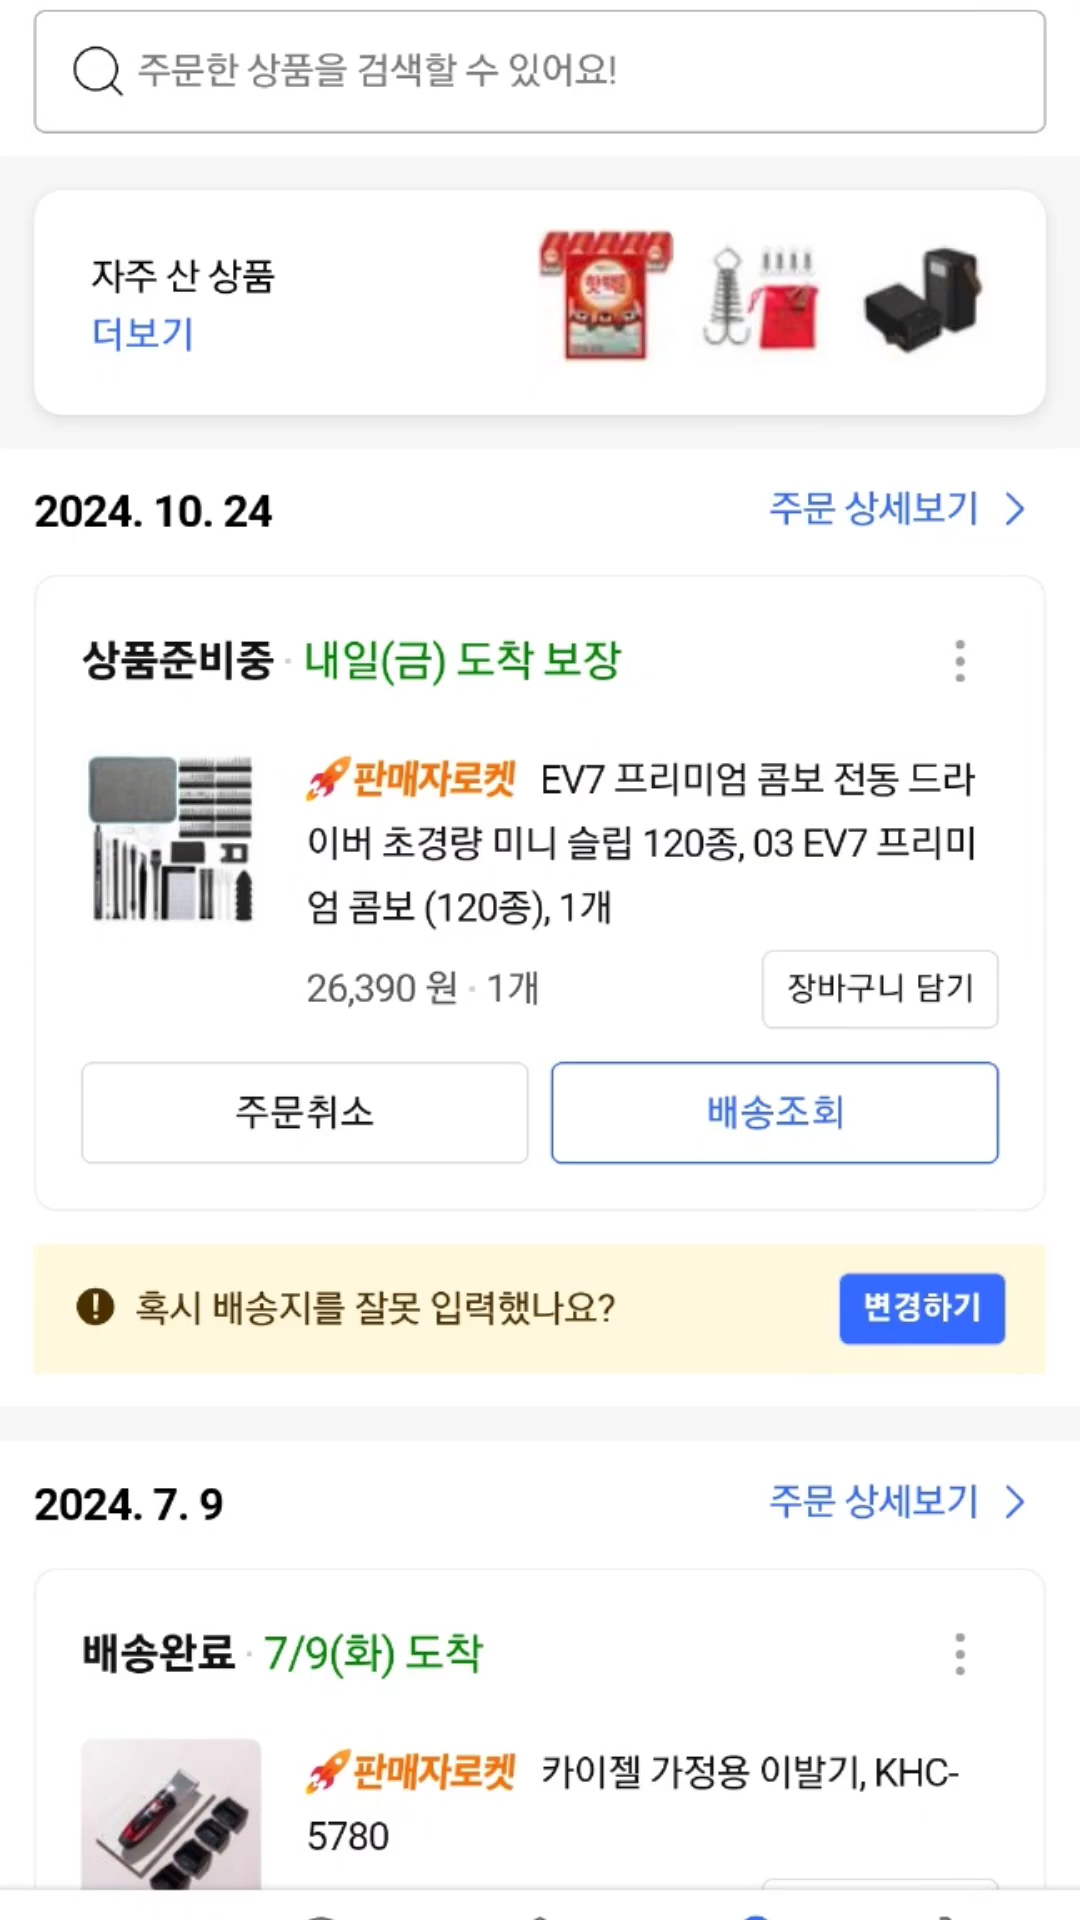 주문한 상품을 검색할 수 있어요!
자주 산 상품
더보기
핫팩
2024. 10. 24
주문 상세보기
상품준비중 · 내일(금) 도착 보장
판매자로켓 EV7 프리미엄 콤보 전동 드라
이버 초경량 미니 슬립 120종, 03 EV7 프리미
엄 콤보 (120종), 1개
26,390 원 · 1개
장바구니 담기
주문취소
배송조회
혹시 배송지를 잘못 입력했나요?
변경하기
2024. 7. 9
주문 상세보기
배송완료 · 7/9(화) 도착
판매자로켓 카이젤 가정용 이발기, KHC-
5780